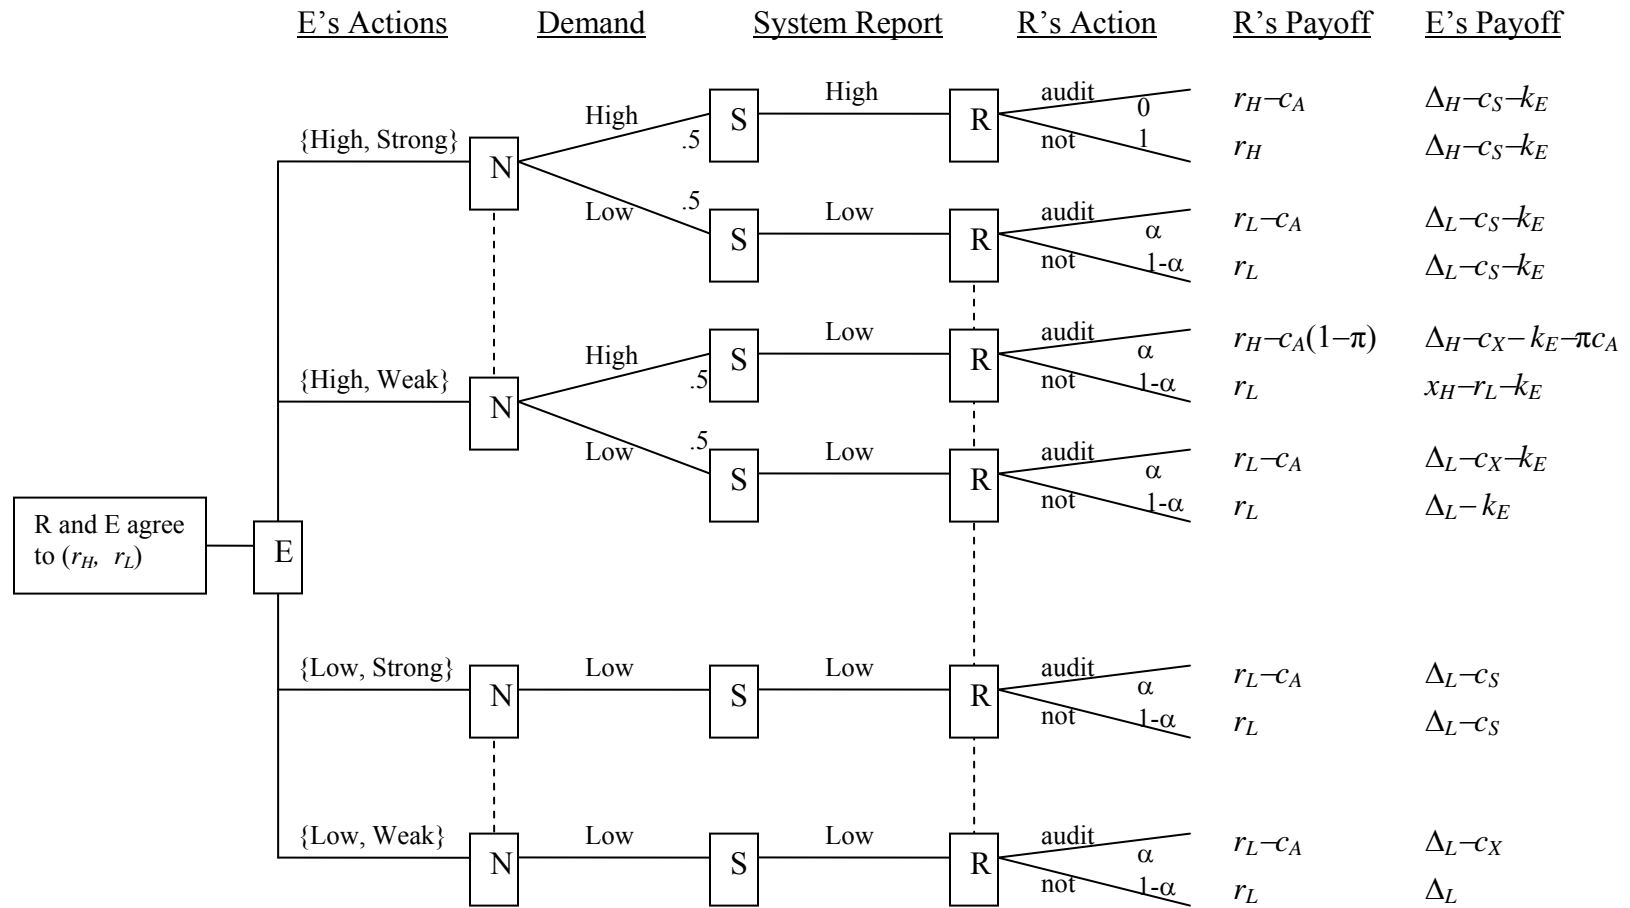 E’s Actions Demand System Report R’s Action R’s Payoff E’s Payoff
{High, Strong} N High .5 S High R audit 0 r_H–c_A Δ_H–c_S–k_E
not 1 r_H Δ_H–c_S–k_E
Low .5 S Low R audit α r_L–c_A Δ_L–c_S–k_E
not 1-α r_L Δ_L–c_S–k_E
{High, Weak} N High .5 S Low R audit α r_H–c_A(1–π) Δ_H–c_X–k_E–πc_A
not 1-α r_L x_H–r_L–k_E
Low .5 S Low R audit α r_L–c_A Δ_L–c_X–k_E
not 1-α r_L Δ_L–k_E
R and E agree
to (r_H, r_L)
E
{Low, Strong} N Low S Low R audit α r_L–c_A Δ_L–c_S
not 1-α r_L Δ_L–c_S
{Low, Weak} N Low S Low R audit α r_L–c_A Δ_L–c_X
not 1-α r_L Δ_L